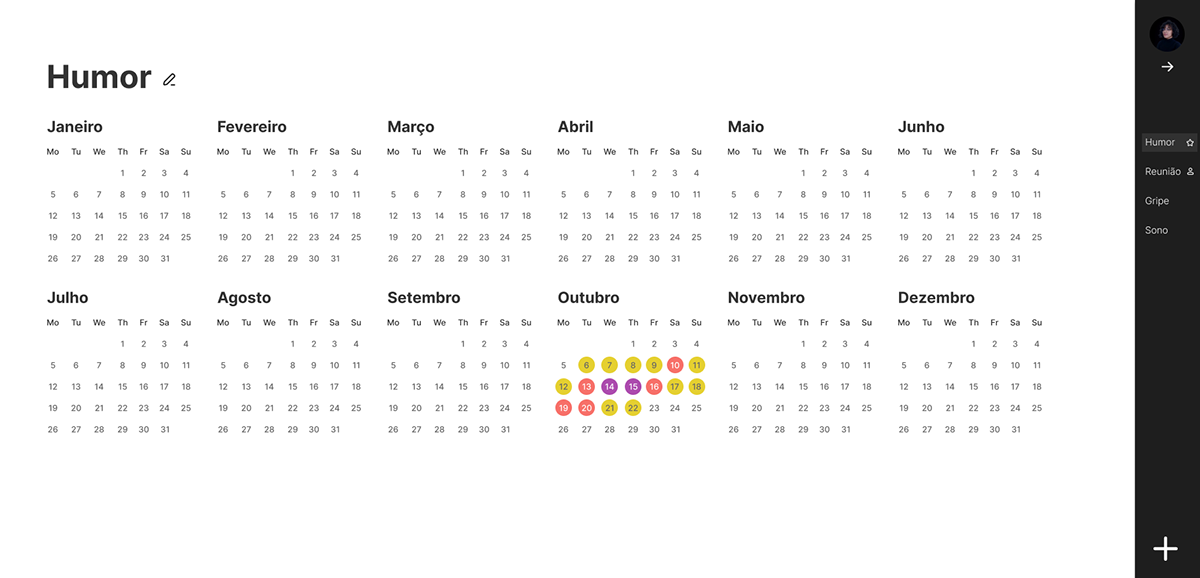 Humor
Janeiro Fevereiro Março Abril Maio Junho
Mo Tu We Th Fr Sa Su Mo Tu We Th Fr Sa Su Mo Tu We Th Fr Sa Su Mo Tu We Th Fr Sa Su Mo Tu We Th Fr Sa Su Mo Tu We Th Fr Sa Su
1 2 3 4 1 2 3 4 1 2 3 4 1 2 3 4 1 2 3 4 1 2 3 4
5 6 7 8 9 10 11 5 6 7 8 9 10 11 5 6 7 8 9 10 11 5 6 7 8 9 10 11 5 6 7 8 9 10 11 5 6 7 8 9 10 11
12 13 14 15 16 17 18 12 13 14 15 16 17 18 12 13 14 15 16 17 18 12 13 14 15 16 17 18 12 13 14 15 16 17 18 12 13 14 15 16 17 18
19 20 21 22 23 24 25 19 20 21 22 23 24 25 19 20 21 22 23 24 25 19 20 21 22 23 24 25 19 20 21 22 23 24 25 19 20 21 22 23 24 25
26 27 28 29 30 31 26 27 28 29 30 31 26 27 28 29 30 31 26 27 28 29 30 31 26 27 28 29 30 31 26 27 28 29 30 31
Julho Agosto Setembro Outubro Novembro Dezembro
Mo Tu We Th Fr Sa Su Mo Tu We Th Fr Sa Su Mo Tu We Th Fr Sa Su Mo Tu We Th Fr Sa Su Mo Tu We Th Fr Sa Su Mo Tu We Th Fr Sa Su
1 2 3 4 1 2 3 4 1 2 3 4 1 2 3 4 1 2 3 4 1 2 3 4
5 6 7 8 9 10 11 5 6 7 8 9 10 11 5 6 7 8 9 10 11 5 6 7 8 9 10 11 5 6 7 8 9 10 11 5 6 7 8 9 10 11
12 13 14 15 16 17 18 12 13 14 15 16 17 18 12 13 14 15 16 17 18 12 13 14 15 16 17 18 12 13 14 15 16 17 18 12 13 14 15 16 17 18
19 20 21 22 23 24 25 19 20 21 22 23 24 25 19 20 21 22 23 24 25 19 20 21 22 23 24 25 19 20 21 22 23 24 25 19 20 21 22 23 24 25
26 27 28 29 30 31 26 27 28 29 30 31 26 27 28 29 30 31 26 27 28 29 30 31 26 27 28 29 30 31 26 27 28 29 30 31
Humor
Reunião
Gripe
Sono